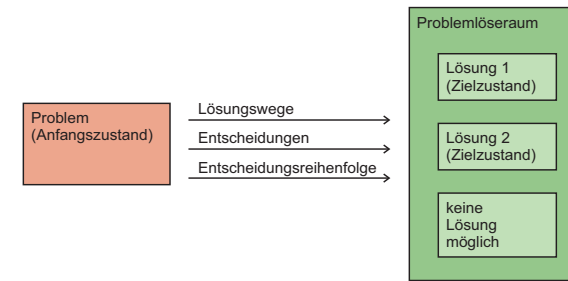 Problem
(Anfangszustand)
Lösungswege
Entscheidungen
Entscheidungsreihenfolge
Problemlöseraum
Lösung 1
(Zielzustand)
Lösung 2
(Zielzustand)
keine
Lösung
möglich